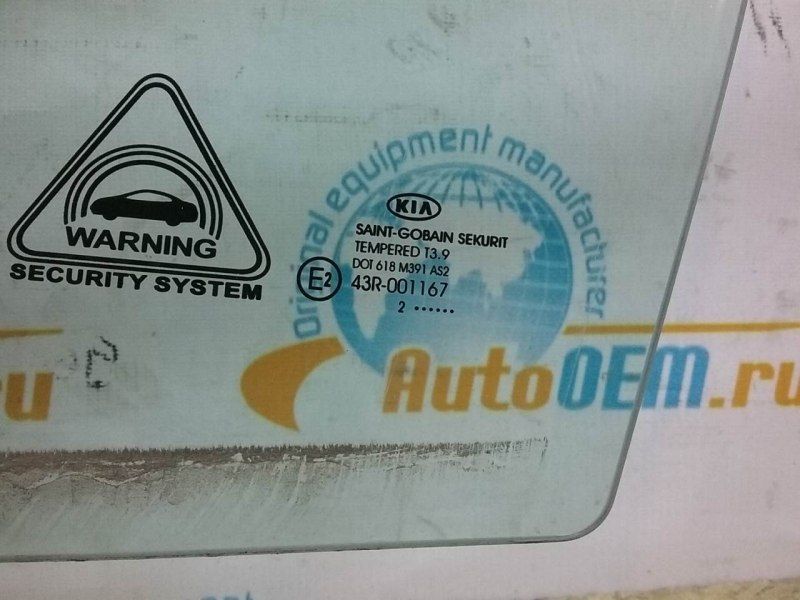 WARNING
SECURITY SYSTEM
Original equipment manufacturer
KIA
SAINT-GOBAIN SEKURIT
TEMPERED T3.9
DOT 618 M391 AS2
E2 43R-001167
2 ......
ru
AutoOEM.ru